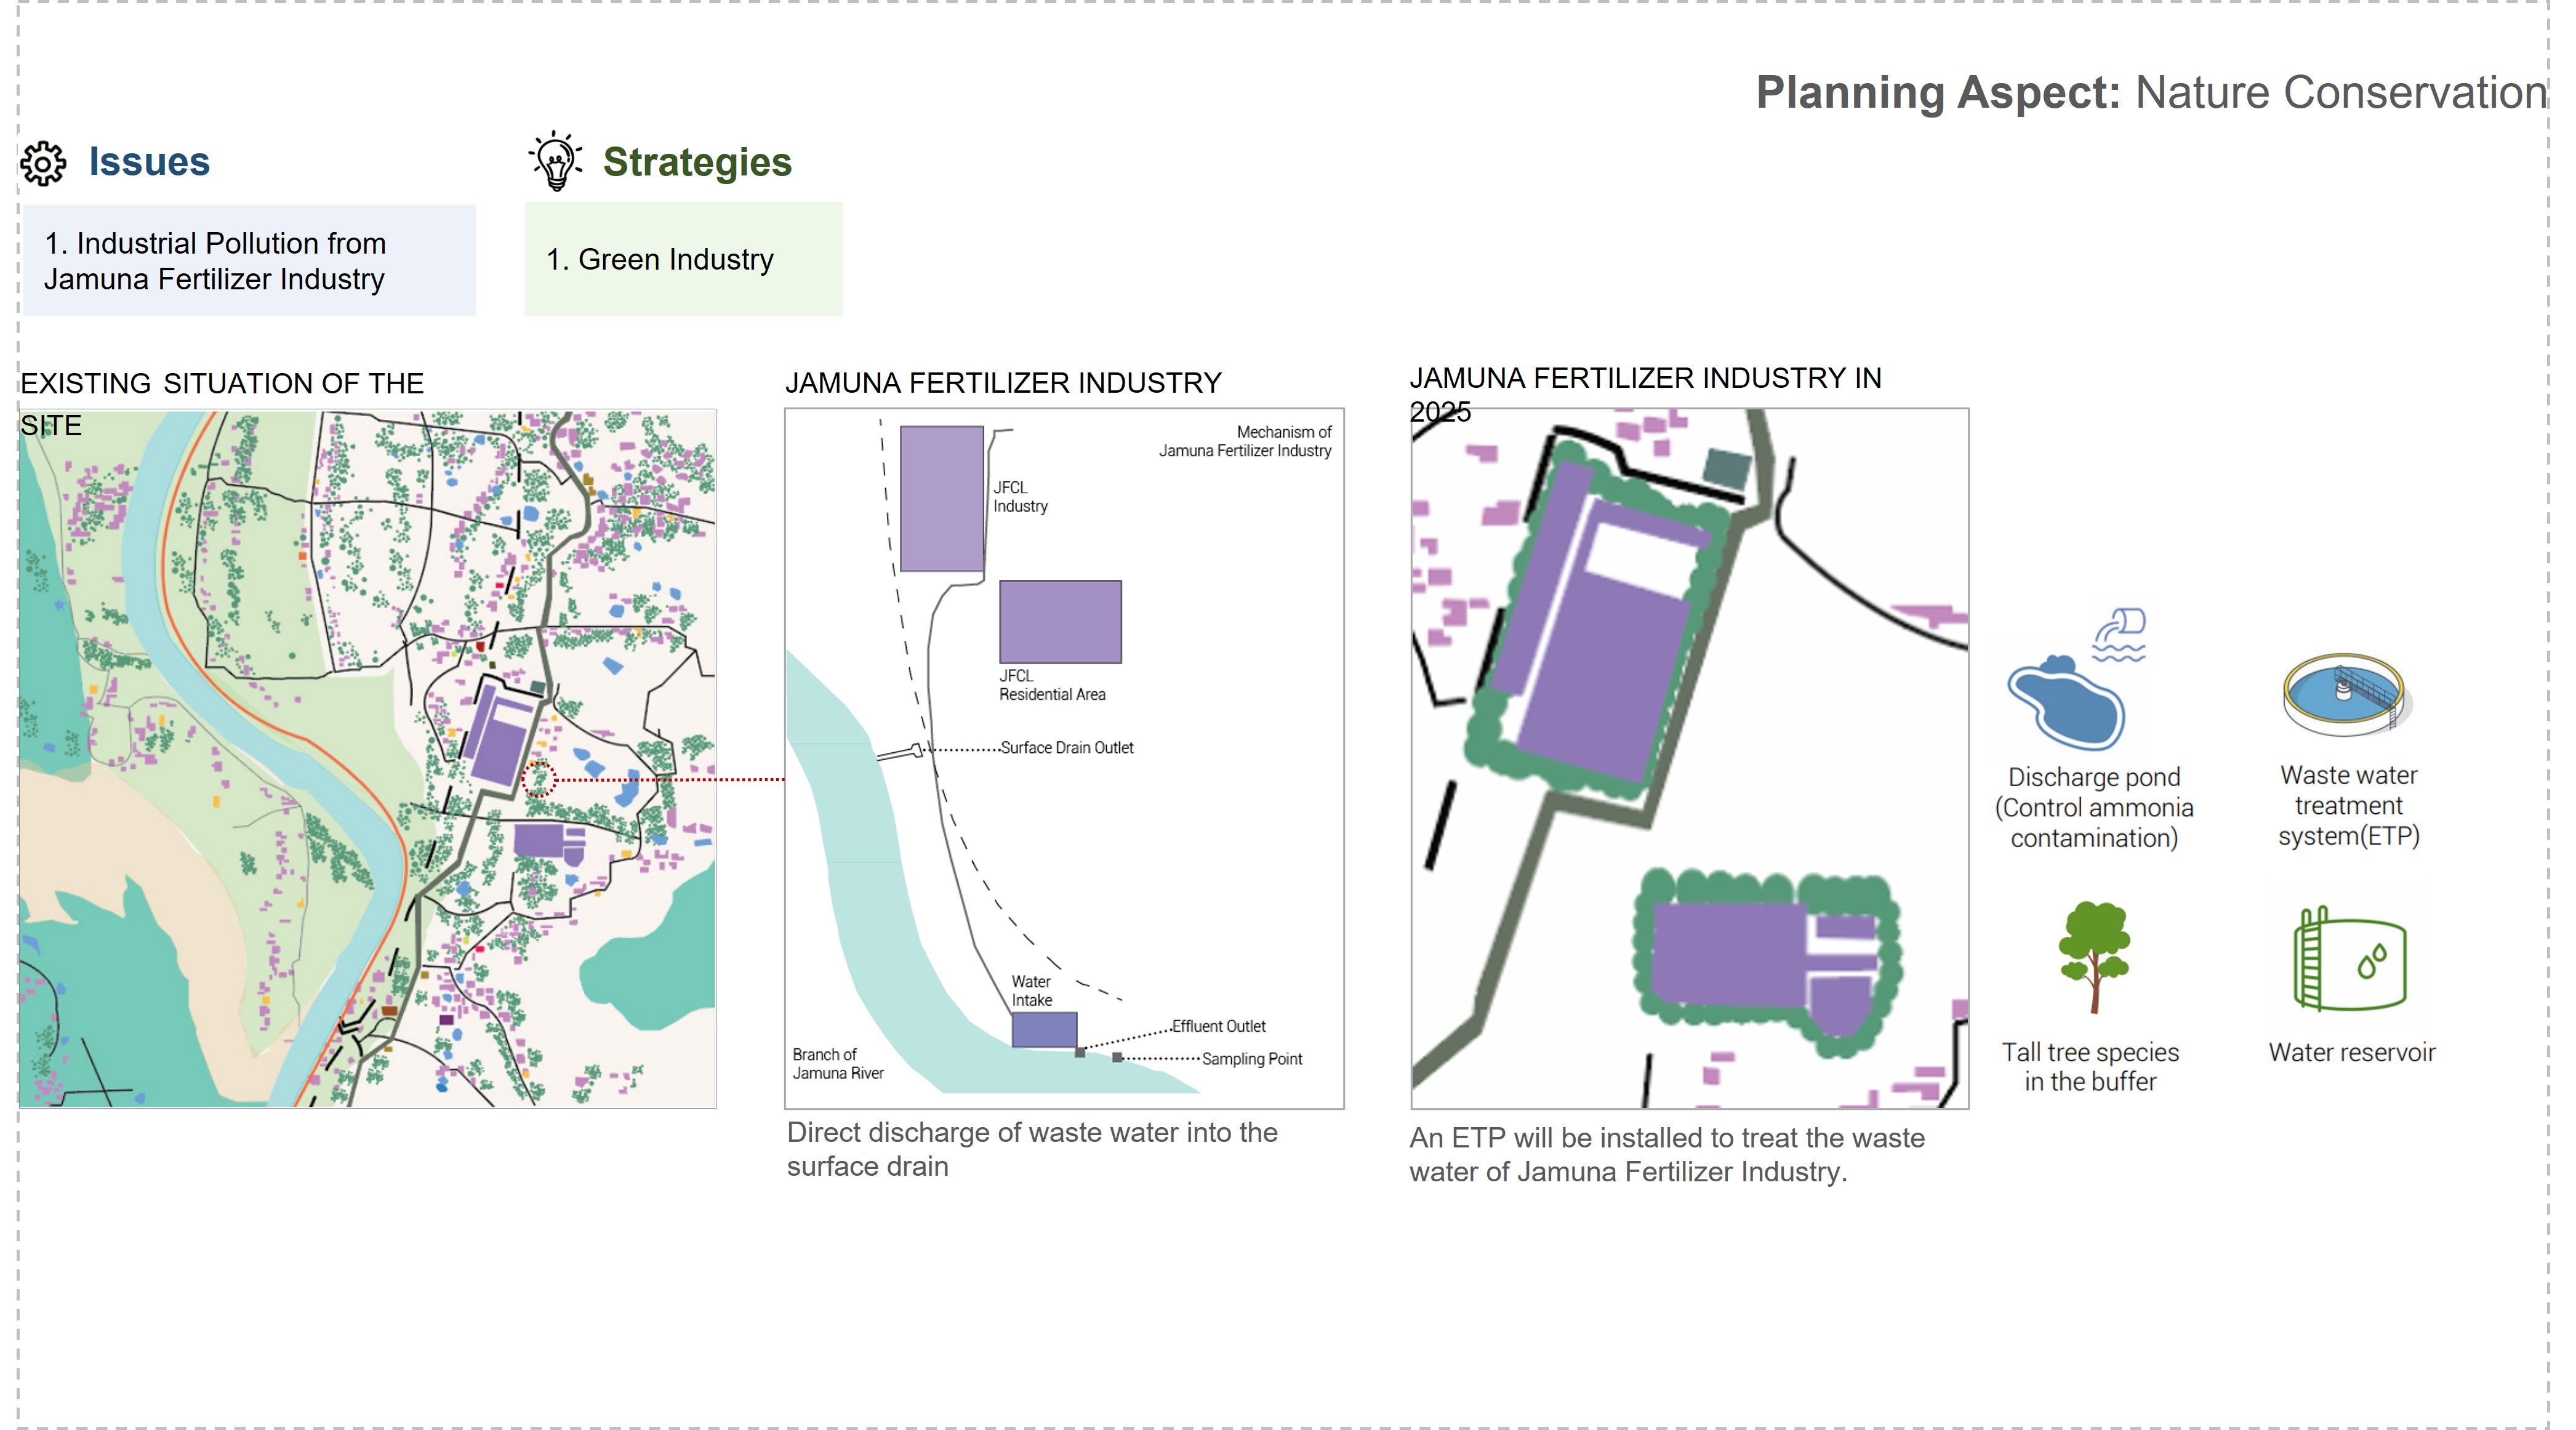 Planning Aspect: Nature Conservation
Issues
Strategies
1. Industrial Pollution from
Jamuna Fertilizer Industry
1. Green Industry
EXISTING SITUATION OF THE
SITE
JAMUNA FERTILIZER INDUSTRY
Mechanism of
Jamuna Fertilizer Industry
JFCL
Industry
JFCL
Residential Area
Surface Drain Outlet
Water
Intake
Effluent Outlet
Sampling Point
Branch of
Jamuna River
Direct discharge of waste water into the
surface drain
JAMUNA FERTILIZER INDUSTRY IN
2025
An ETP will be installed to treat the waste
water of Jamuna Fertilizer Industry.
Discharge pond
(Control ammonia
contamination)
Waste water
treatment
system(ETP)
Tall tree species
in the buffer
Water reservoir